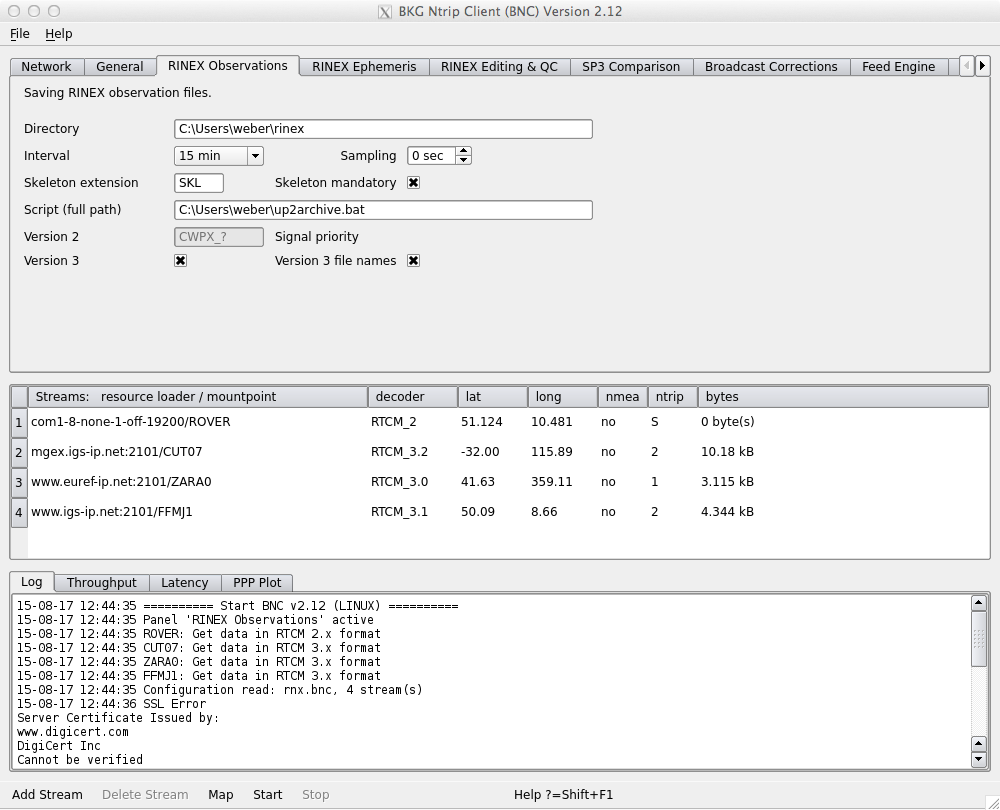 BKG Ntrip Client (BNC) Version 2.12
File Help
Network General RINEX Observations RINEX Ephemeris RINEX Editing & QC SP3 Comparison Broadcast Corrections Feed Engine
Saving RINEX observation files.
Directory C:\Users\weber\rinex
Interval 15 min Sampling 0 sec
Skeleton extension SKL Skeleton mandatory
Script (full path) C:\Users\weber\up2archive.bat
Version 2 CWPX_? Signal priority
Version 3 Version 3 file names
Streams: resource loader / mountpoint decoder lat long nmea ntrip bytes
1 com1-8-none-1-off-19200/ROVER RTCM_2 51.124 10.481 no S 0 byte(s)
2 mgex.igs-ip.net:2101/CUT07 RTCM_3.2 -32.00 115.89 no 2 10.18 kB
3 www.euref-ip.net:2101/ZARA0 RTCM_3.0 41.63 359.11 no 1 3.115 kB
4 www.igs-ip.net:2101/FFMJ1 RTCM_3.1 50.09 8.66 no 2 4.344 kB
Log Throughput Latency PPP Plot
15-08-17 12:44:35 ========== Start BNC v2.12 (LINUX) ==========
15-08-17 12:44:35 Panel 'RINEX Observations' active
15-08-17 12:44:35 ROVER: Get data in RTCM 2.x format
15-08-17 12:44:35 CUT07: Get data in RTCM 3.x format
15-08-17 12:44:35 ZARA0: Get data in RTCM 3.x format
15-08-17 12:44:35 FFMJ1: Get data in RTCM 3.x format
15-08-17 12:44:35 Configuration read: rnx.bnc, 4 stream(s)
15-08-17 12:44:36 SSL Error
Server Certificate Issued by:
www.digicert.com
DigiCert Inc
Cannot be verified
Add Stream Delete Stream Map Start Stop Help ?=Shift+F1